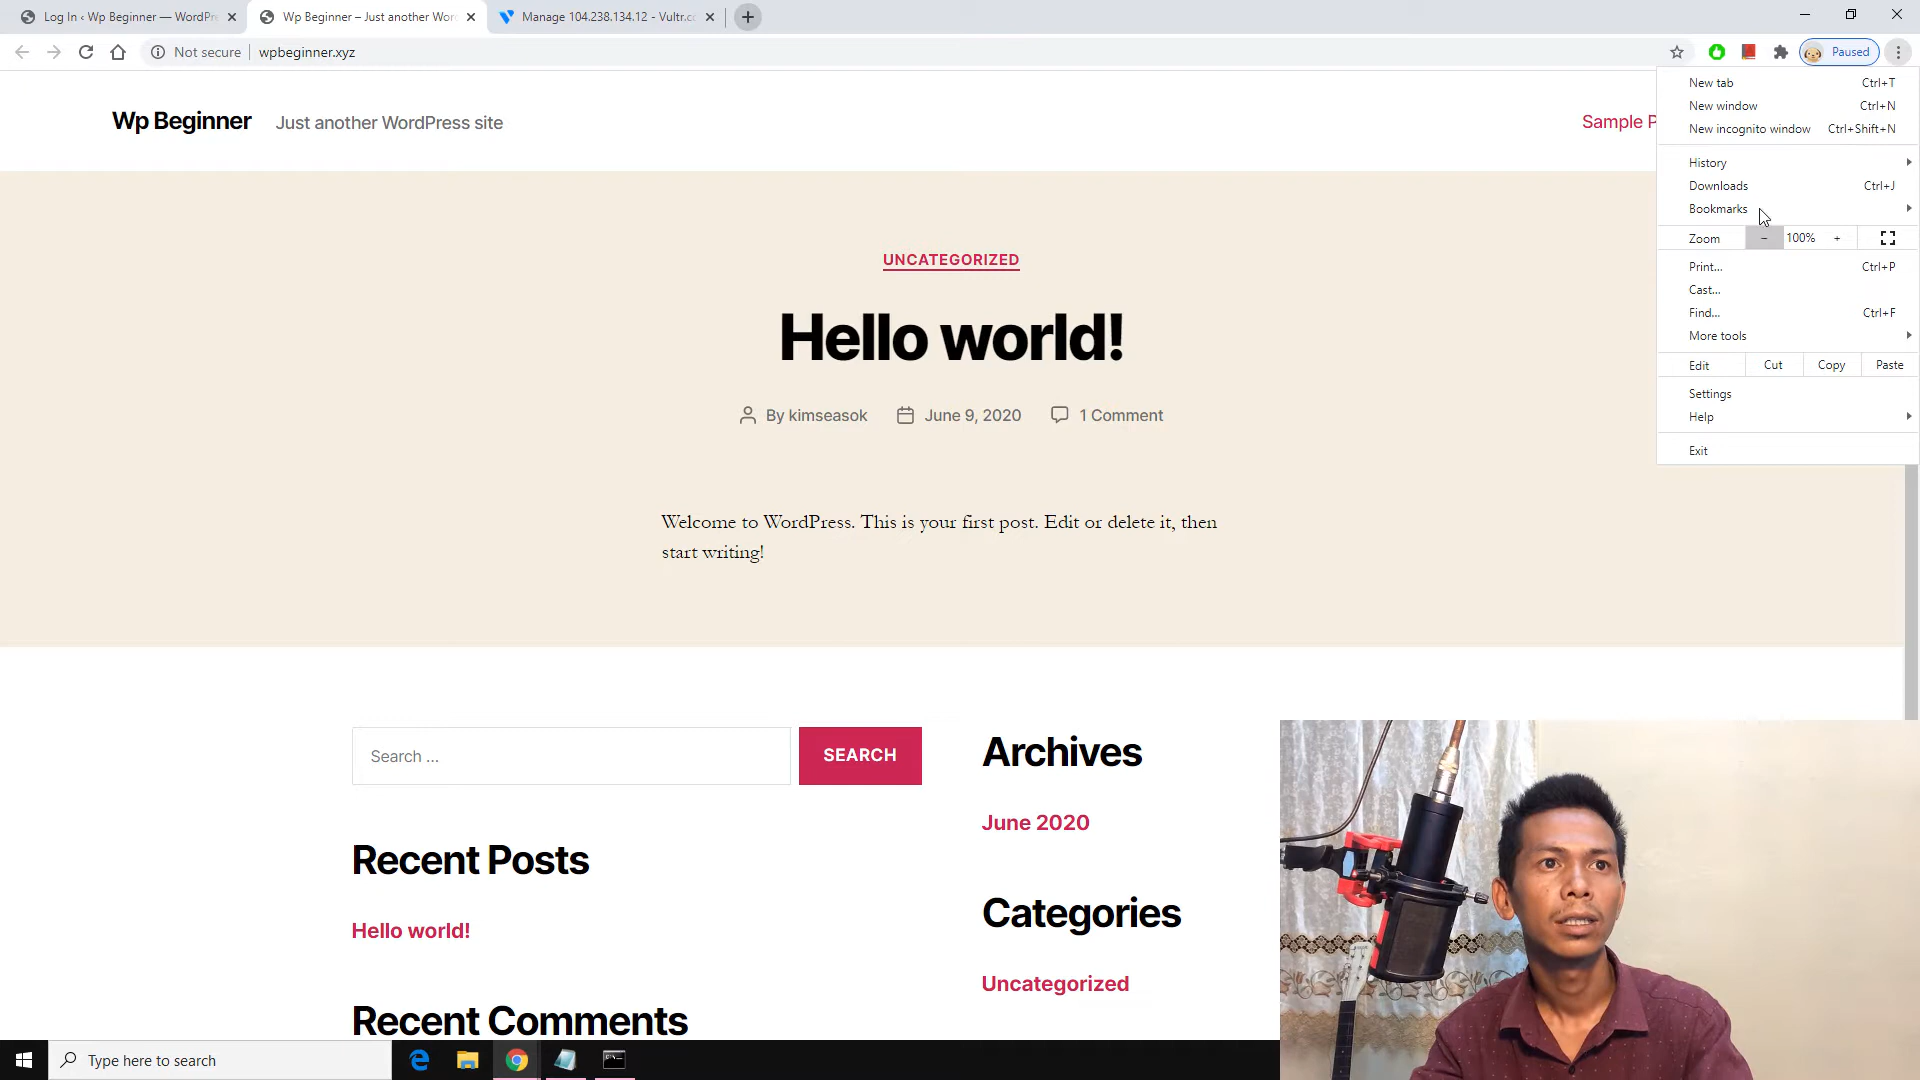 Log In ‹ Wp Beginner — WordPr
Wp Beginner – Just another Wor
Manage 104.238.134.12 - Vultr.c
Not secure
wpbeginner.xyz
Paused
New tab Ctrl+T
New window Ctrl+N
New incognito window Ctrl+Shift+N
History
Downloads Ctrl+J
Bookmarks
Zoom − 100% +
Print... Ctrl+P
Cast...
Find... Ctrl+F
More tools
Edit Cut Copy Paste
Settings
Help
Exit
Wp Beginner
Just another WordPress site
Sample P
UNCATEGORIZED
Hello world!
By kimseasok
June 9, 2020
1 Comment
Welcome to WordPress. This is your first post. Edit or delete it, then
start writing!
Search …
SEARCH
Recent Posts
Hello world!
Recent Comments
Archives
June 2020
Categories
Uncategorized
Type here to search